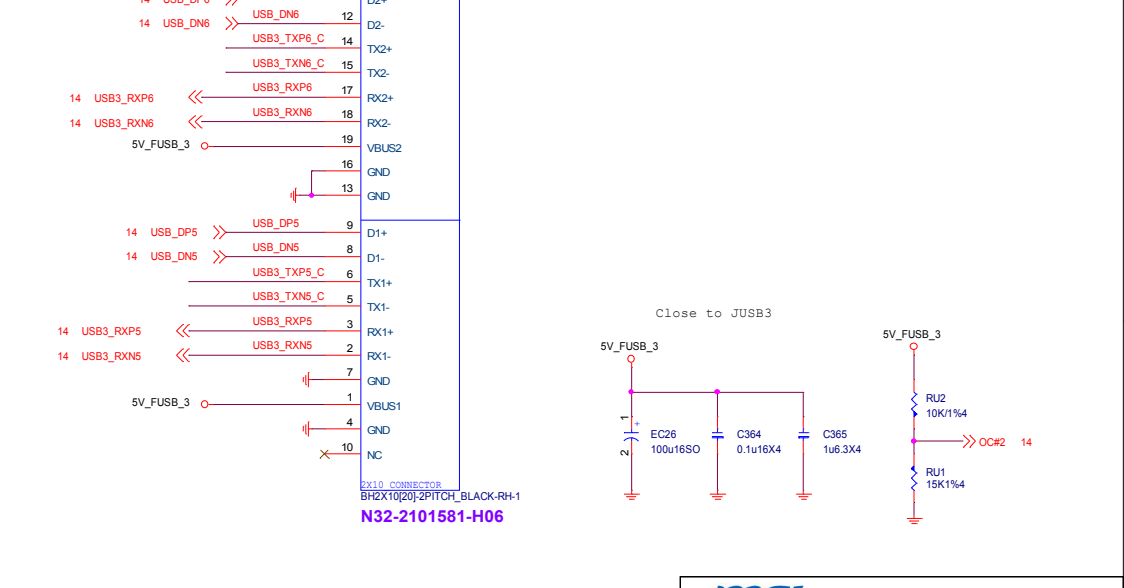 14 USB_DP6 D2+
14 USB_DN6 USB_DN6 12 D2-
USB3_TXP6_C 14 TX2+
USB3_TXN6_C 15 TX2-
14 USB3_RXP6 USB3_RXP6 17 RX2+
14 USB3_RXN6 USB3_RXN6 18 RX2-
5V_FUSB_3 19 VBUS2
16 GND
13 GND
14 USB_DP5 USB_DP5 9 D1+
14 USB_DN5 USB_DN5 8 D1-
USB3_TXP5_C 6 TX1+
USB3_TXN5_C 5 TX1-
14 USB3_RXP5 USB3_RXP5 3 RX1+
14 USB3_RXN5 USB3_RXN5 2 RX1-
7 GND
5V_FUSB_3 1 VBUS1
4 GND
10 NC
2X10 CONNECTOR
BH2X10[20]-2PITCH_BLACK-RH-1
N32-2101581-H06
Close to JUSB3
5V_FUSB_3
1
+
2
EC26
100u16SO
C364
0.1u16X4
C365
1u6.3X4
5V_FUSB_3
RU2
10K/1%4
OC#2 14
RU1
15K1%4